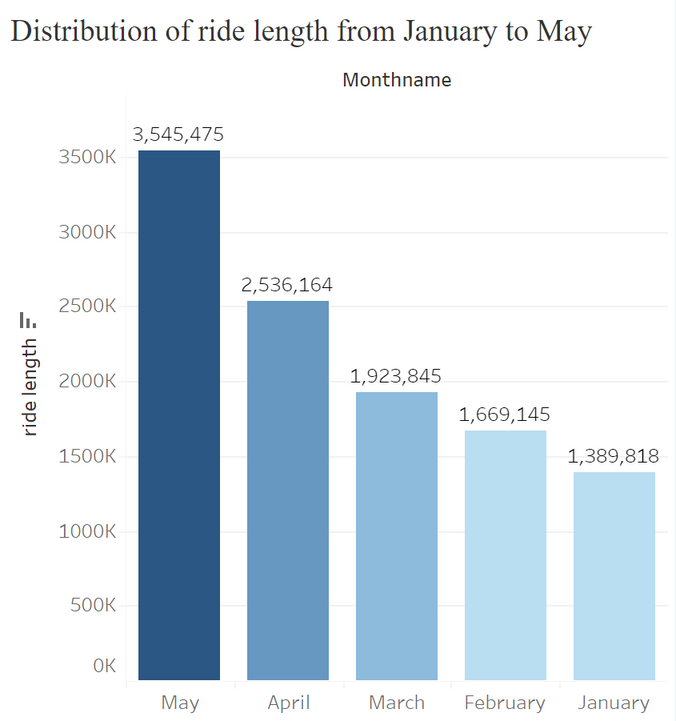 Distribution of ride length from January to May
Monthname
3,545,475
3500K
3000K
2,536,164
2500K
ride length
2000K
1,923,845
1,669,145
1500K
1,389,818
1000K
500K
0K
May April March February January